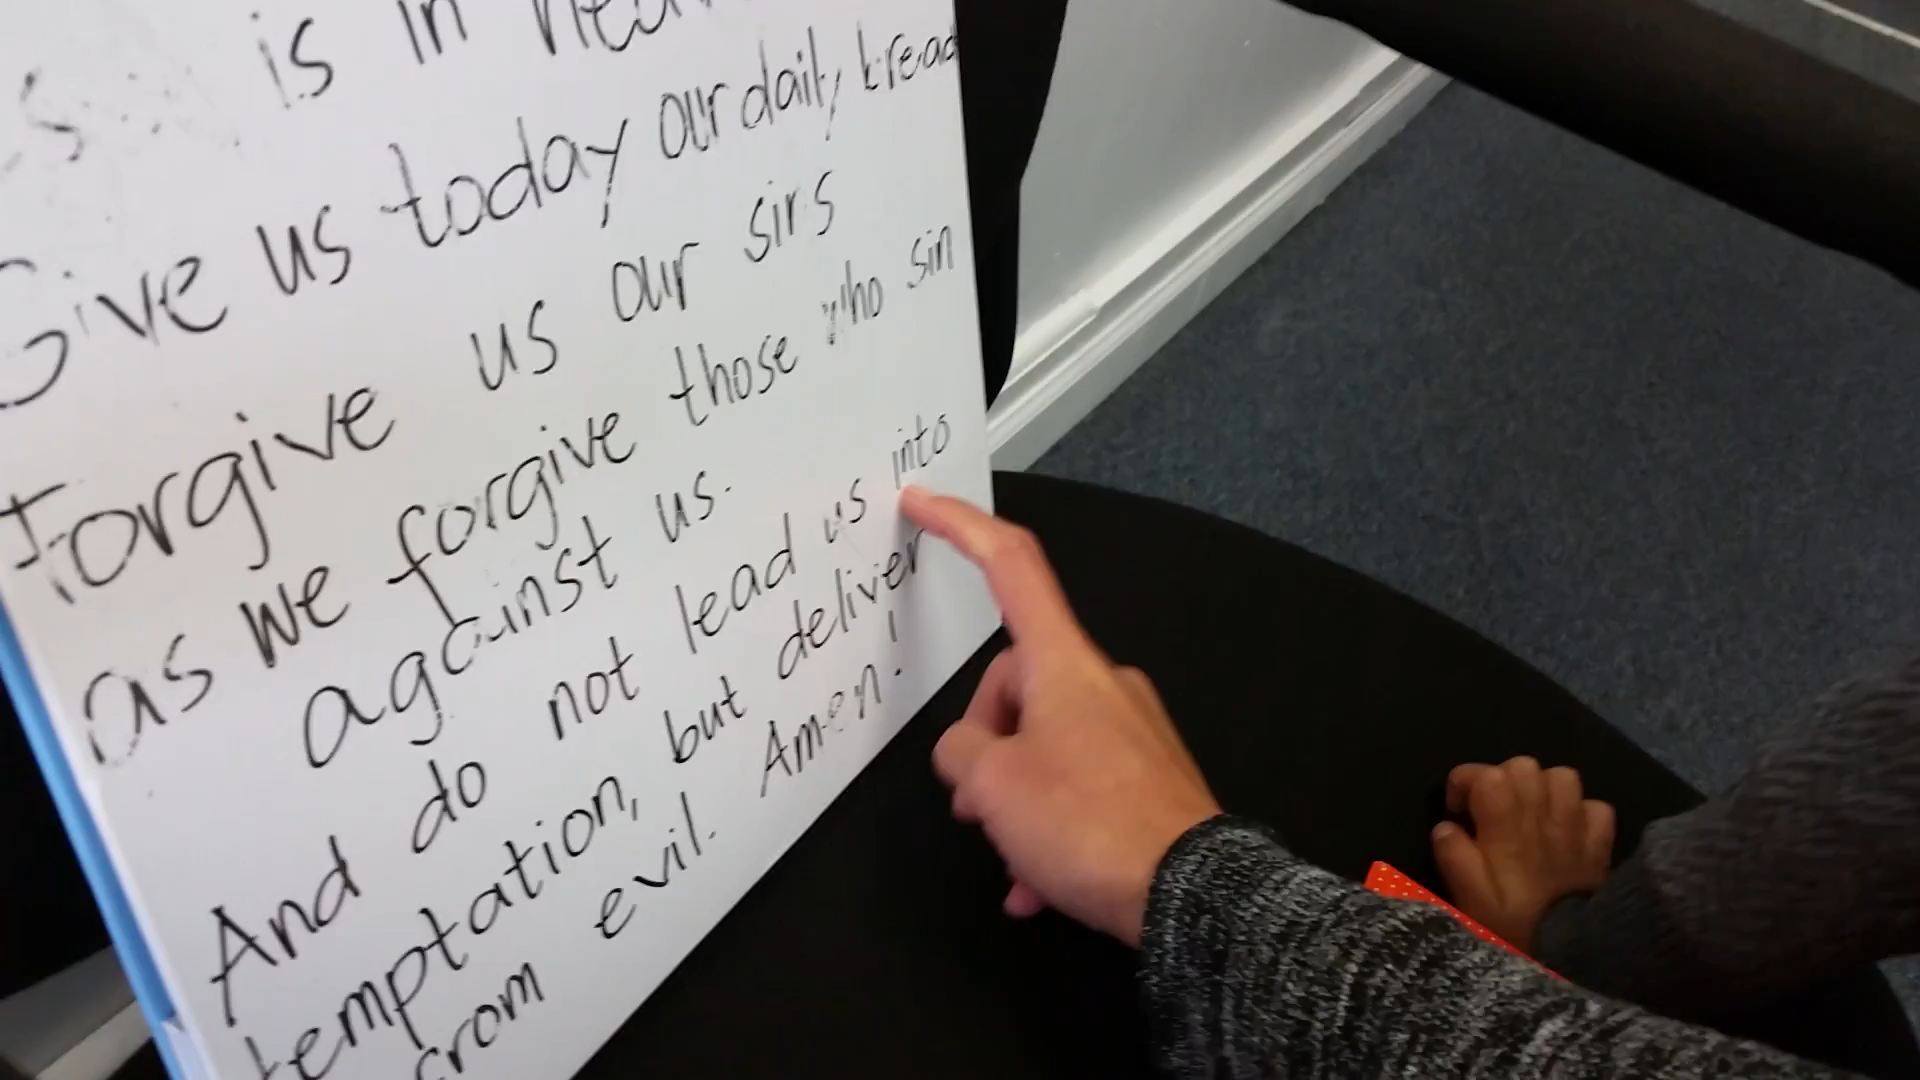 is in
Give us today our daily bread
Forgive us our sins
as we forgive those who sin
against us.
And do not lead us into
temptation, but deliver
from evil. Amen!